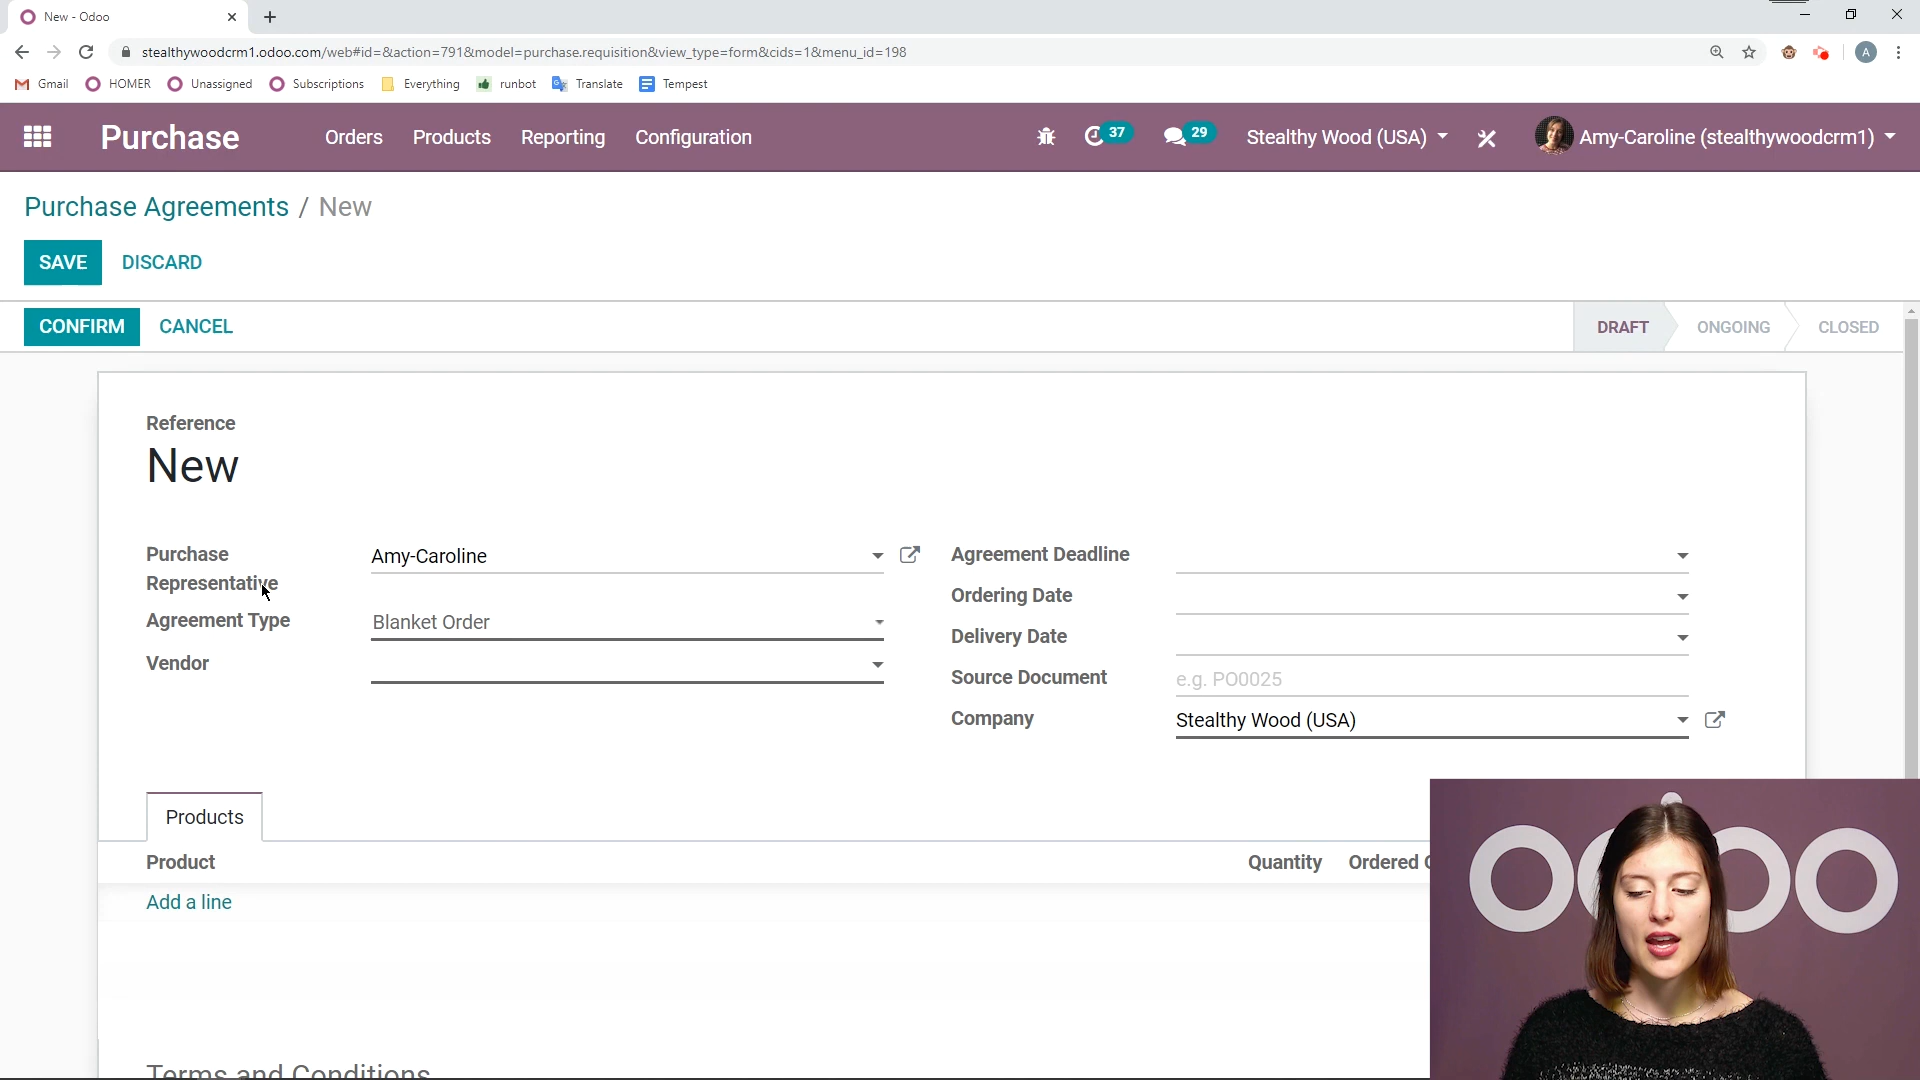 New - Odoo
stealthywoodcrm1.odoo.com/web#id=&action=791&model=purchase.requisition&view_type=form&cids=1&menu_id=198
A
Gmail HOMER Unassigned Subscriptions Everything runbot Translate Tempest
Purchase Orders Products Reporting Configuration 37 29 Stealthy Wood (USA) Amy-Caroline (stealthywoodcrm1)
Purchase Agreements / New
SAVE DISCARD
CONFIRM CANCEL DRAFT ONGOING CLOSED
Reference
New
Purchase Representative Amy-Caroline
Agreement Type Blanket Order
Vendor
Agreement Deadline
Ordering Date
Delivery Date
Source Document e.g. PO0025
Company Stealthy Wood (USA)
Products
Product Quantity Ordered
Add a line
Terms and Conditions
odoo